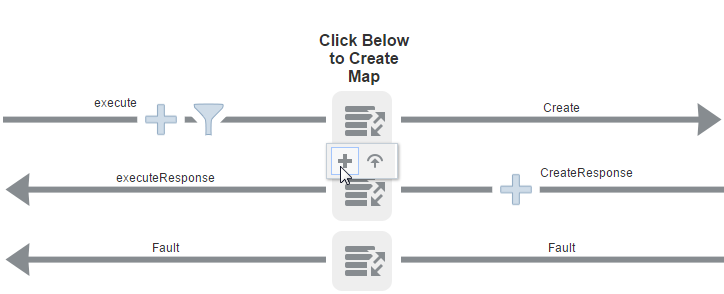 Click Below
to Create
Map
execute
Create
executeResponse
CreateResponse
Fault
Fault